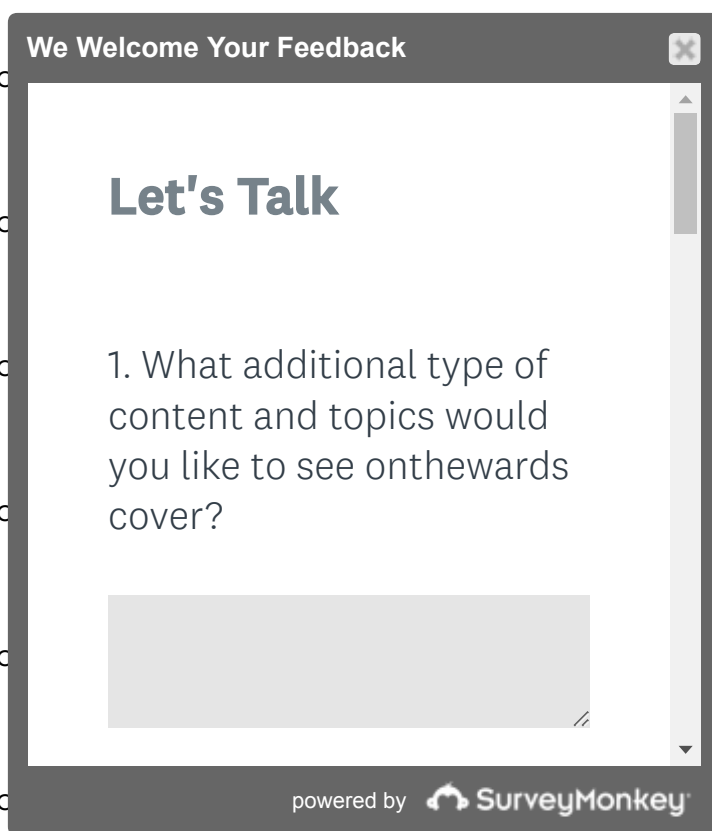 We Welcome Your Feedback
Let's Talk
1. What additional type of
content and topics would
you like to see onthewards
cover?
powered by SurveyMonkey